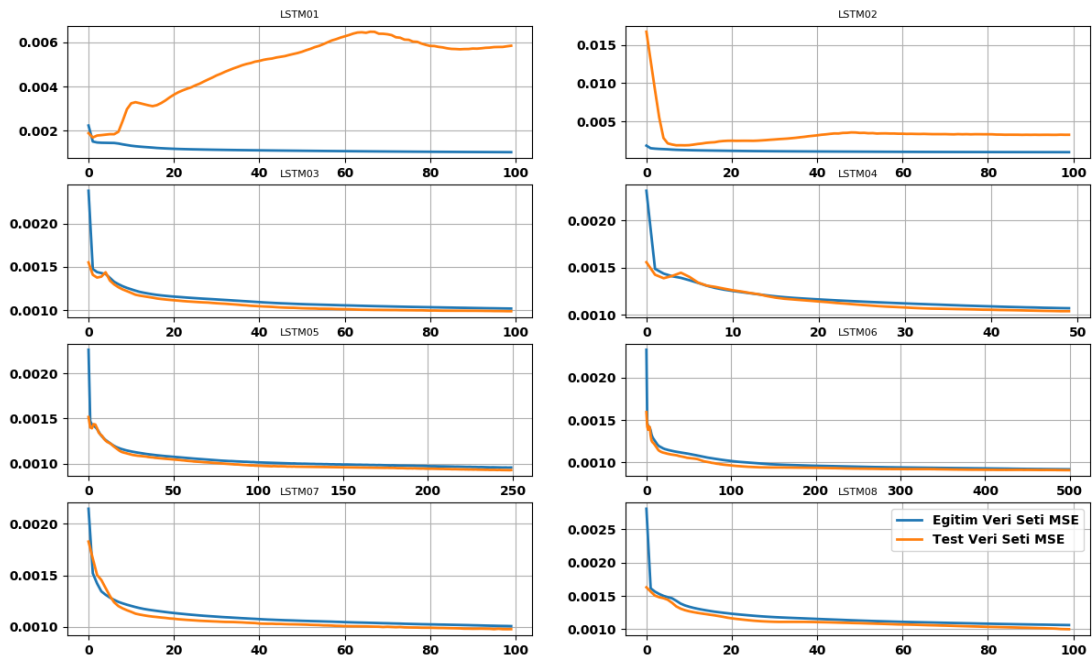 LSTM01
0.006
0.004
0.002
0 20 40 60 80 100
LSTM02
0.015
0.010
0.005
0 20 40 60 80 100
LSTM03
0.0020
0.0015
0.0010
0 20 40 60 80 100
LSTM04
0.0020
0.0015
0.0010
0 10 20 30 40 50
LSTM05
0.0020
0.0015
0.0010
0 50 100 150 200 250
LSTM06
0.0020
0.0015
0.0010
0 100 200 300 400 500
LSTM07
0.0020
0.0015
0.0010
0 20 40 60 80 100
LSTM08
0.0025
0.0020
0.0015
0.0010
0 20 40 60 80 100
Egitim Veri Seti MSE
Test Veri Seti MSE